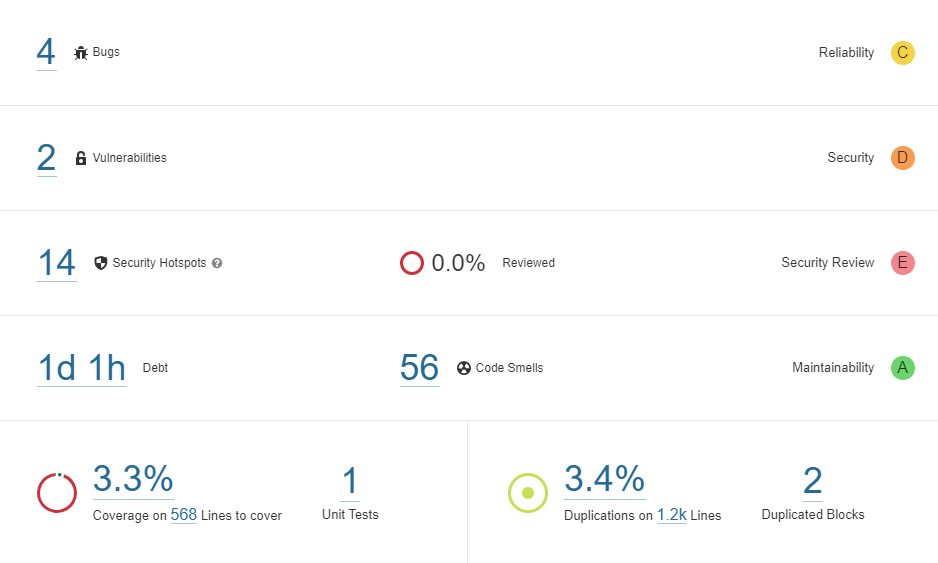 4 Bugs Reliability C
2 Vulnerabilities Security D
14 Security Hotspots ? 0.0% Reviewed Security Review E
1d 1h Debt 56 Code Smells Maintainability A
3.3%
Coverage on 568 Lines to cover
1
Unit Tests
3.4%
Duplications on 1.2k Lines
2
Duplicated Blocks